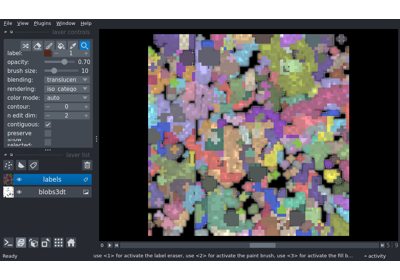 File View Plugins Window Help
layer controls
label: 1
opacity: 0.70
brush size: 10
blending: translucen
rendering: iso_catego
color mode: auto
contour: 0
n edit dim: 2
contiguous:
preserve
selected:
layer list
labels
blobs3dt
Ready use <1> for activate the label eraser, use <2> for activate the paint brush, use <3> for activate the fill b... activity